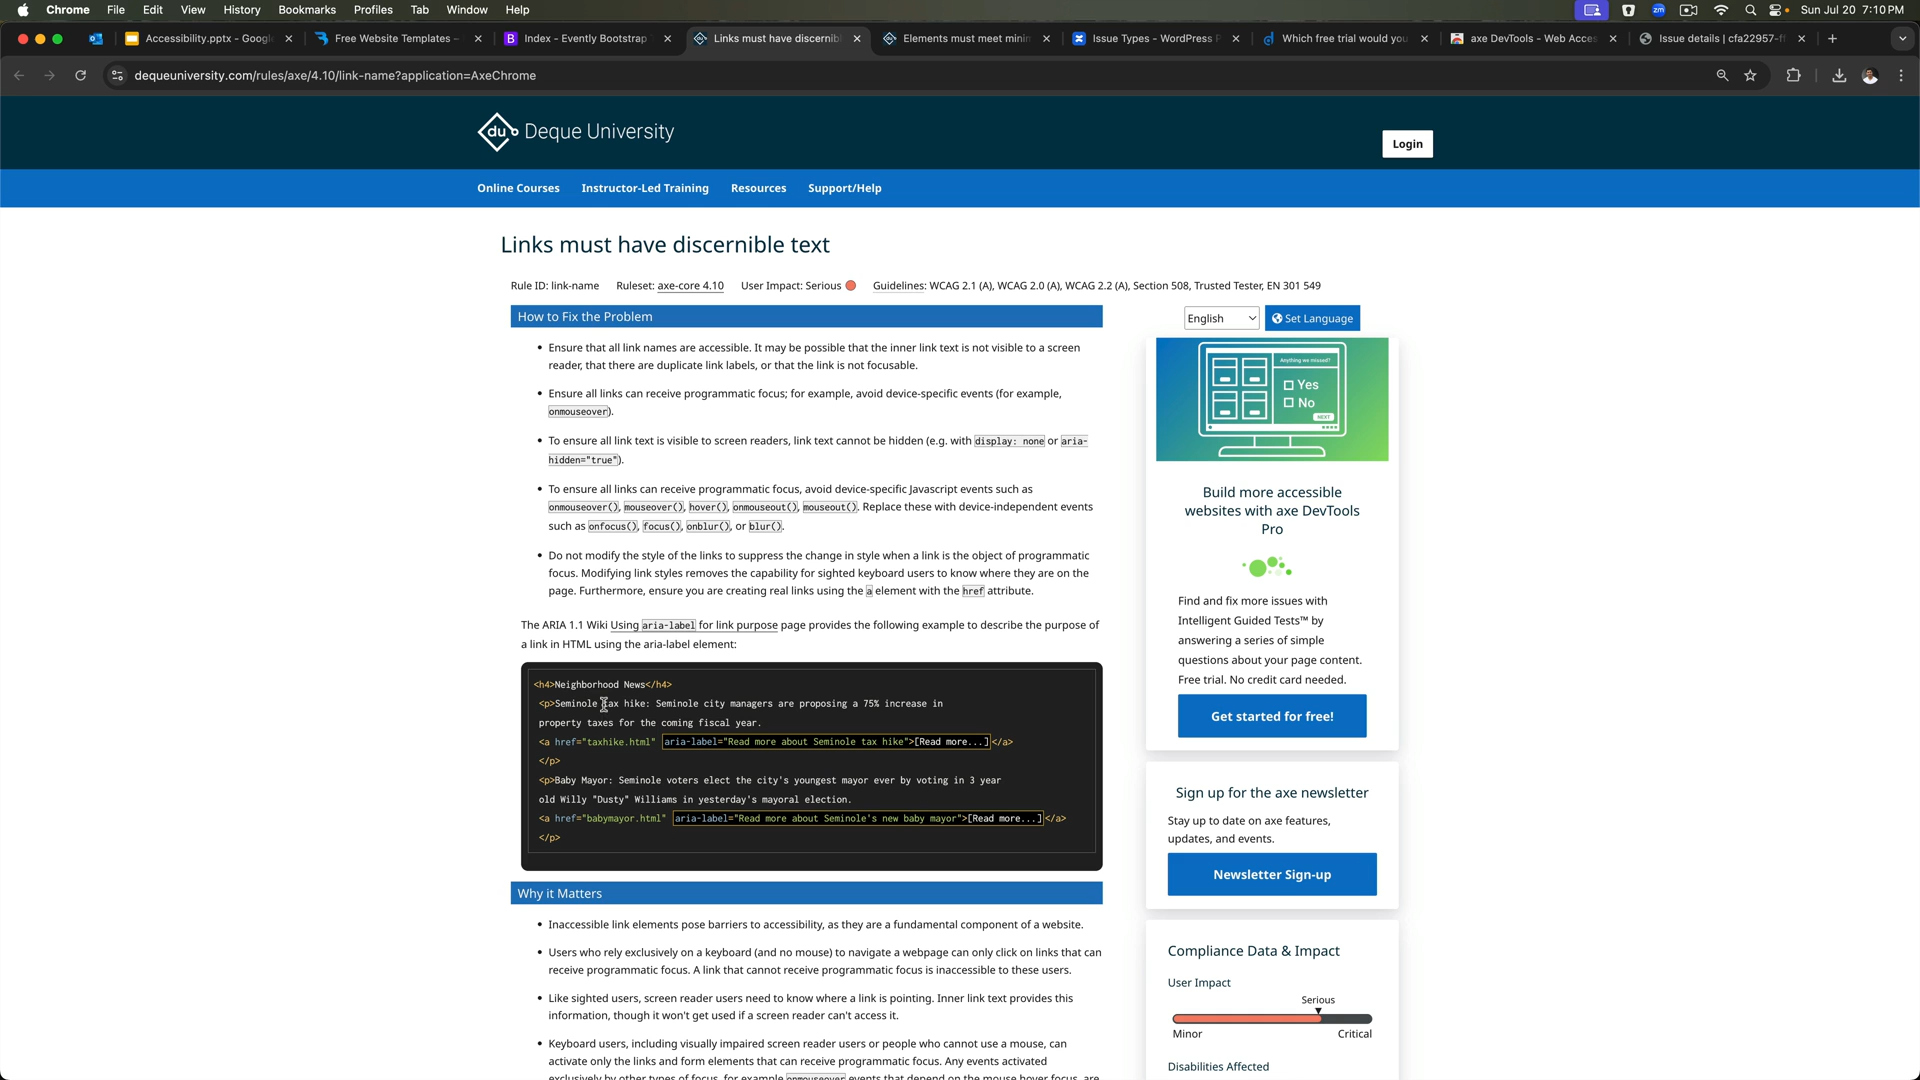 Chrome File Edit View History Bookmarks Profiles Tab Window Help
zm
Sun Jul 20 7:10 PM
Accessibility.pptx - Google
Free Website Templates –
Index - Evently Bootstrap
Links must have discernibl
Elements must meet minim
Issue Types - WordPress P
Which free trial would you
axe DevTools - Web Acces
Issue details | cfa22957-ff
dequeuniversity.com/rules/axe/4.10/link-name?application=AxeChrome
du Deque University
Login
Online Courses Instructor-Led Training Resources Support/Help
Links must have discernible text
Rule ID: link-name Ruleset: axe-core 4.10 User Impact: Serious Guidelines: WCAG 2.1 (A), WCAG 2.0 (A), WCAG 2.2 (A), Section 508, Trusted Tester, EN 301 549
How to Fix the Problem
• Ensure that all link names are accessible. It may be possible that the inner link text is not visible to a screen
reader, that there are duplicate link labels, or that the link is not focusable.
• Ensure all links can receive programmatic focus; for example, avoid device-specific events (for example,
onmouseover).
• To ensure all link text is visible to screen readers, link text cannot be hidden (e.g. with display: none or aria-
hidden="true").
• To ensure all links can receive programmatic focus, avoid device-specific Javascript events such as
onmouseover(), mouseover(), hover(), onmouseout(), mouseout(). Replace these with device-independent events
such as onfocus(), focus(), onblur(), or blur().
• Do not modify the style of the links to suppress the change in style when a link is the object of programmatic
focus. Modifying link styles removes the capability for sighted keyboard users to know where they are on the
page. Furthermore, ensure you are creating real links using the a element with the href attribute.
The ARIA 1.1 Wiki Using aria-label for link purpose page provides the following example to describe the purpose of
a link in HTML using the aria-label element:
<h4>Neighborhood News</h4>
<p>Seminole tax hike: Seminole city managers are proposing a 75% increase in
property taxes for the coming fiscal year.
<a href="taxhike.html" aria-label="Read more about Seminole tax hike">[Read more...]</a>
</p>
<p>Baby Mayor: Seminole voters elect the city's youngest mayor ever by voting in 3 year
old Willy "Dusty" Williams in yesterday's mayoral election.
<a href="babymayor.html" aria-label="Read more about Seminole's new baby mayor">[Read more...]</a>
</p>
Why it Matters
• Inaccessible link elements pose barriers to accessibility, as they are a fundamental component of a website.
• Users who rely exclusively on a keyboard (and no mouse) to navigate a webpage can only click on links that can
receive programmatic focus. A link that cannot receive programmatic focus is inaccessible to these users.
• Like sighted users, screen reader users need to know where a link is pointing. Inner link text provides this
information, though it won't get used if a screen reader can't access it.
• Keyboard users, including visually impaired screen reader users or people who cannot use a mouse, can
activate only the links and form elements that can receive programmatic focus. Any events activated
exclusively by other types of focus, for example onmouseover events that depend on the mouse hover focus, are
English Set Language
Anything we missed?
Yes
No
NEXT
Build more accessible
websites with axe DevTools
Pro
Find and fix more issues with
Intelligent Guided Tests™ by
answering a series of simple
questions about your page content.
Free trial. No credit card needed.
Get started for free!
Sign up for the axe newsletter
Stay up to date on axe features,
updates, and events.
Newsletter Sign-up
Compliance Data & Impact
User Impact
Serious
Minor Critical
Disabilities Affected